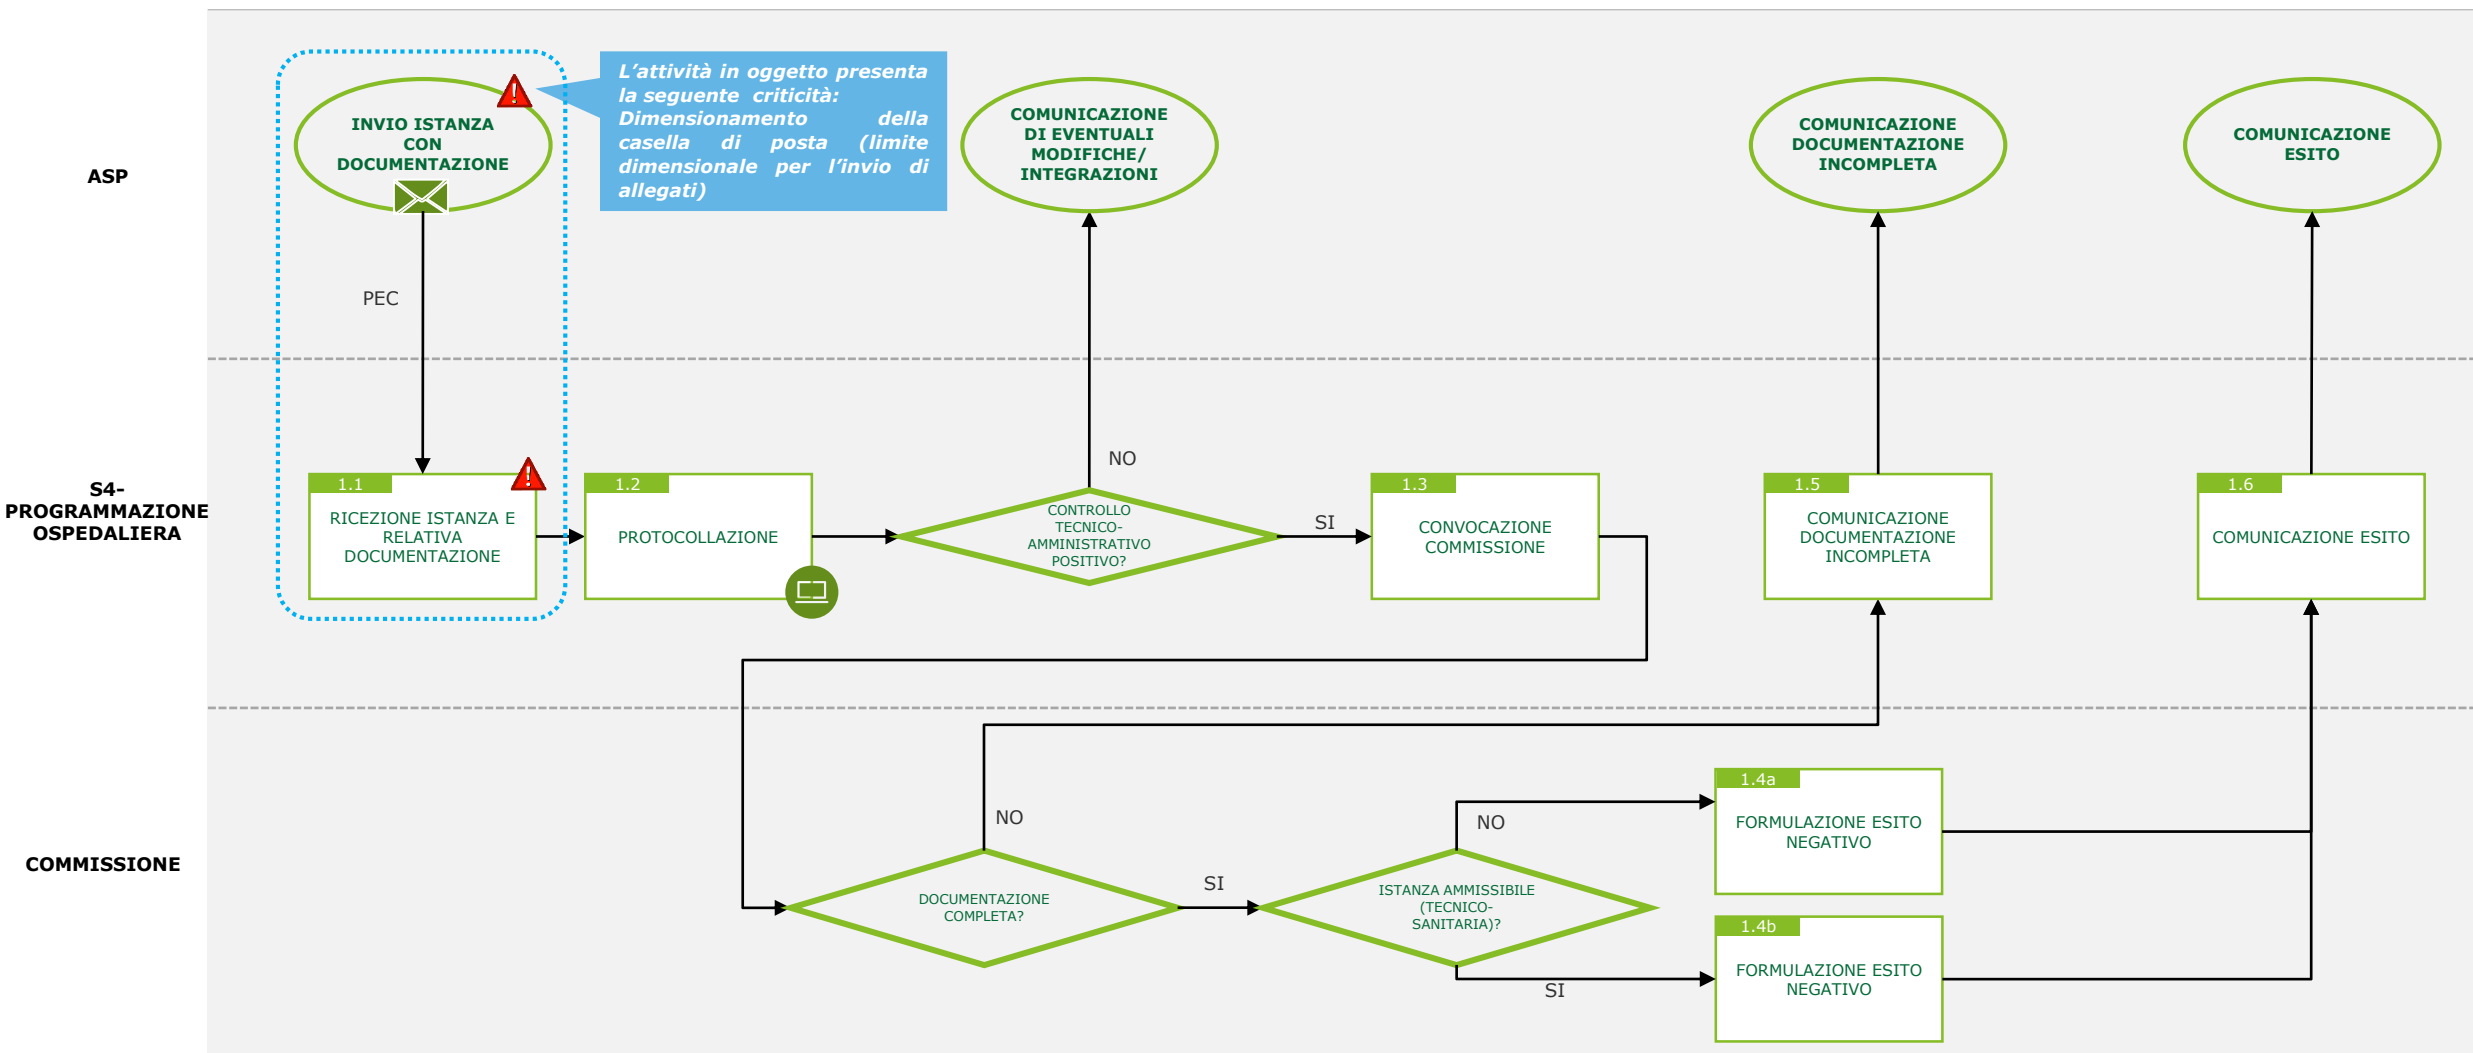 ASP
INVIO ISTANZA
CON
DOCUMENTAZIONE
L'attività in oggetto presenta
la seguente criticità:
Dimensionamento della
casella di posta (limite
dimensionale per l'invio di
allegati)
COMUNICAZIONE
DI EVENTUALI
MODIFICHE/
INTEGRAZIONI
COMUNICAZIONE
DOCUMENTAZIONE
INCOMPLETA
COMUNICAZIONE
ESITO
PEC
S4-
PROGRAMMAZIONE
OSPEDALIERA
1.1
RICEZIONE ISTANZA E
RELATIVA
DOCUMENTAZIONE
1.2
PROTOCOLLAZIONE
NO
CONTROLLO
TECNICO-
AMMINISTRATIVO
POSITIVO?
SI
1.3
CONVOCAZIONE
COMMISSIONE
1.5
COMUNICAZIONE
DOCUMENTAZIONE
INCOMPLETA
1.6
COMUNICAZIONE ESITO
COMMISSIONE
NO
DOCUMENTAZIONE
COMPLETA?
SI
NO
ISTANZA AMMISSIBILE
(TECNICO-
SANITARIA)?
SI
1.4a
FORMULAZIONE ESITO
NEGATIVO
1.4b
FORMULAZIONE ESITO
NEGATIVO